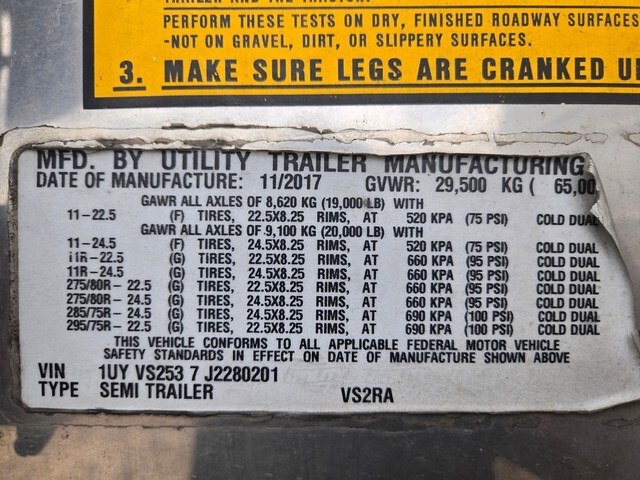 PERFORM THESE TESTS ON DRY, FINISHED ROADWAY SURFACES
-NOT ON GRAVEL, DIRT, OR SLIPPERY SURFACES.
3. MAKE SURE LEGS ARE CRANKED U
MFD. BY UTILITY TRAILER MANUFACTURING
DATE OF MANUFACTURE: 11/2017 GVWR: 29,500 KG ( 65,00
GAWR ALL AXLES OF 8,620 KG (19,000 LB) WITH
11-22.5 (F) TIRES, 22.5X8.25 RIMS, AT 520 KPA (75 PSI) COLD DUAL
GAWR ALL AXLES OF 9,100 KG (20,000 LB) WITH
11-24.5 (F) TIRES, 24.5X8.25 RIMS, AT 520 KPA (75 PSI) COLD DUAL
11R-22.5 (G) TIRES, 22.5X8.25 RIMS, AT 660 KPA (95 PSI) COLD DUAL
11R-24.5 (G) TIRES, 24.5X8.25 RIMS, AT 660 KPA (95 PSI) COLD DUAL
275/80R-22.5 (G) TIRES, 22.5X8.25 RIMS, AT 660 KPA (95 PSI) COLD DUAL
275/80R-24.5 (G) TIRES, 24.5X8.25 RIMS, AT 660 KPA (95 PSI) COLD DUAL
285/75R-24.5 (G) TIRES, 24.5X8.25 RIMS, AT 690 KPA (100 PSI) COLD DUAL
295/75R-22.5 (G) TIRES, 22.5X8.25 RIMS, AT 690 KPA (100 PSI) COLD DUAL
THIS VEHICLE CONFORMS TO ALL APPLICABLE FEDERAL MOTOR VEHICLE
SAFETY STANDARDS IN EFFECT ON DATE OF MANUFACTURE SHOWN ABOVE
VIN 1UY VS253 7 J2280201
TYPE SEMI TRAILER VS2RA